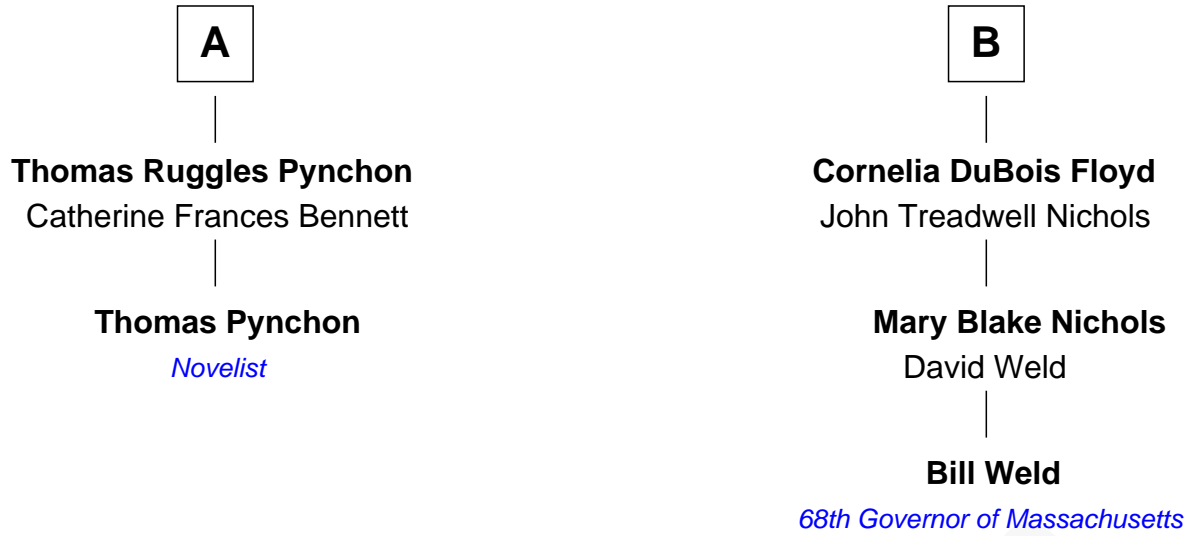 A
Thomas Ruggles Pynchon
Catherine Frances Bennett
Thomas Pynchon
Novelist
B
Cornelia DuBois Floyd
John Treadwell Nichols
Mary Blake Nichols
David Weld
Bill Weld
68th Governor of Massachusetts